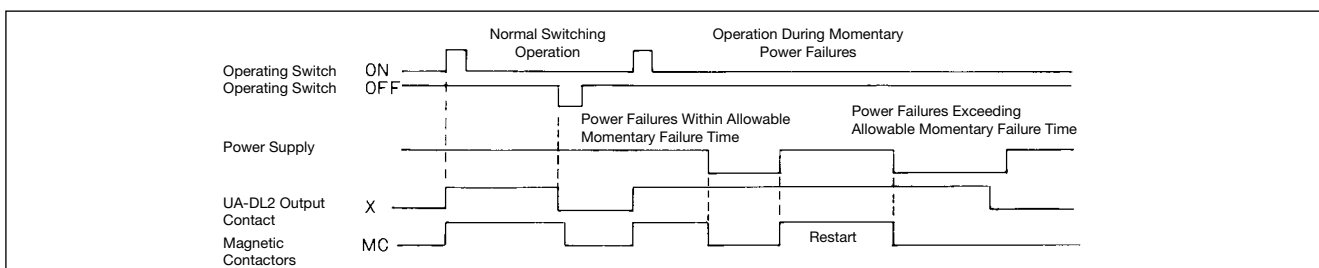 Normal Switching
Operation
Operation During Momentary
Power Failures
Operating Switch ON
Operating Switch OFF
Power Failures Within Allowable
Momentary Failure Time
Power Failures Exceeding
Allowable Momentary Failure Time
Power Supply
UA-DL2 Output
Contact
X
Magnetic
Contactors
MC
Restart